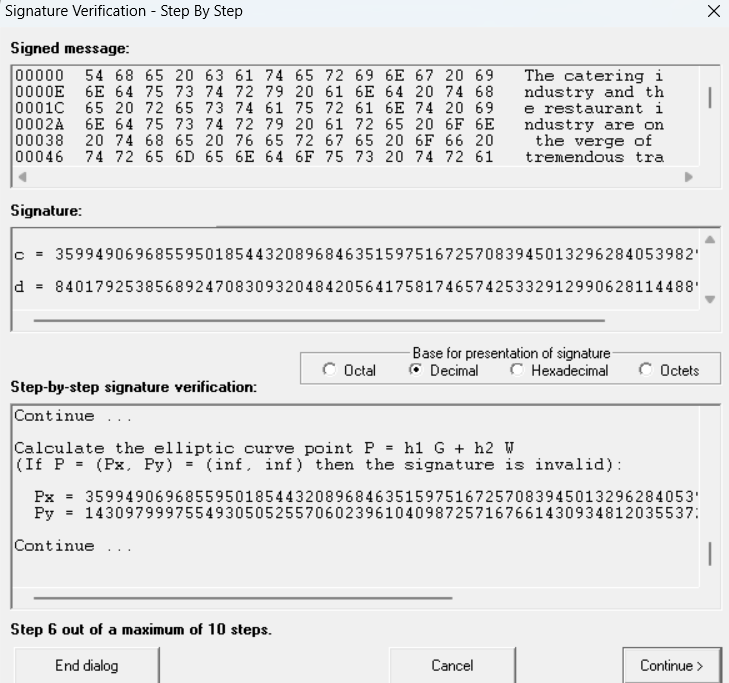 Signature Verification - Step By Step
Signed message:
00000 54 68 65 20 63 61 74 65 72 69 6E 67 20 69 The catering i
0000E 6E 64 75 73 74 72 79 20 61 6E 64 20 74 68 ndustry and th
0001C 65 20 72 65 73 74 61 75 72 61 6E 74 20 69 e restaurant i
0002A 6E 64 75 73 74 72 79 20 61 72 65 20 6F 6E ndustry are on
00038 20 74 68 65 20 76 65 72 67 65 20 6F 66 20 the verge of
00046 74 72 65 6D 65 6E 64 6F 75 73 20 74 72 61 tremendous tra
Signature:
c = 3599490696855950185443208968463515975167257083945013296284053982
d = 8401792538568924708309320484205641758174657425332912990628114488
Base for presentation of signature
Octal Decimal Hexadecimal Octets
Step-by-step signature verification:
Continue ...
Calculate the elliptic curve point P = h1 G + h2 W
(If P = (Px, Py) = (inf, inf) then the signature is invalid):
Px = 3599490696855950185443208968463515975167257083945013296284053
Py = 1430979997554930505255706023961040987257167661430934812035537
Continue ...
Step 6 out of a maximum of 10 steps.
End dialog Cancel Continue >